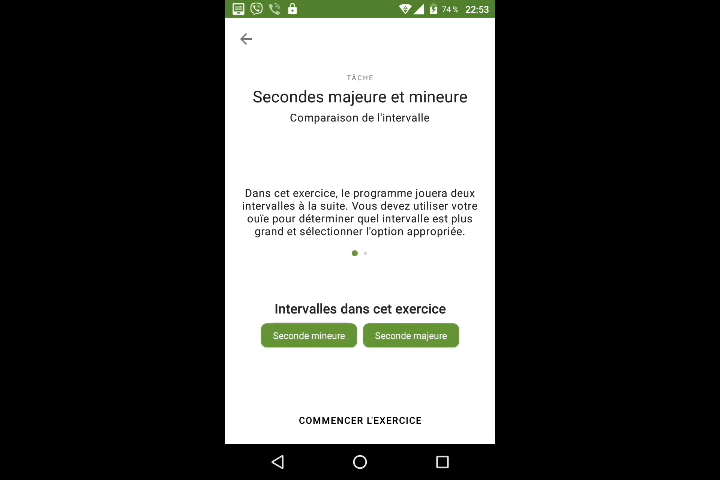 74 % 22:53
TÂCHE
Secondes majeure et mineure
Comparaison de l'intervalle
Dans cet exercice, le programme jouera deux
intervalles à la suite. Vous devez utiliser votre
ouïe pour déterminer quel intervalle est plus
grand et sélectionner l'option appropriée.
Intervalles dans cet exercice
Seconde mineure Seconde majeure
COMMENCER L'EXERCICE